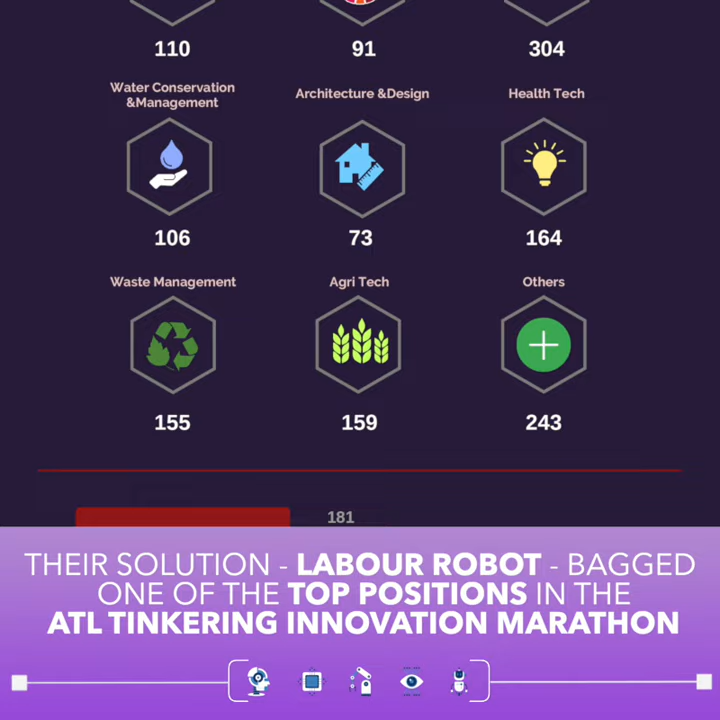 110 91 304
Water Conservation
&Management
Architecture &Design
Health Tech
106 73 164
Waste Management
Agri Tech
Others
155 159 243
181
THEIR SOLUTION - LABOUR ROBOT - BAGGED
ONE OF THE TOP POSITIONS IN THE
ATL TINKERING INNOVATION MARATHON